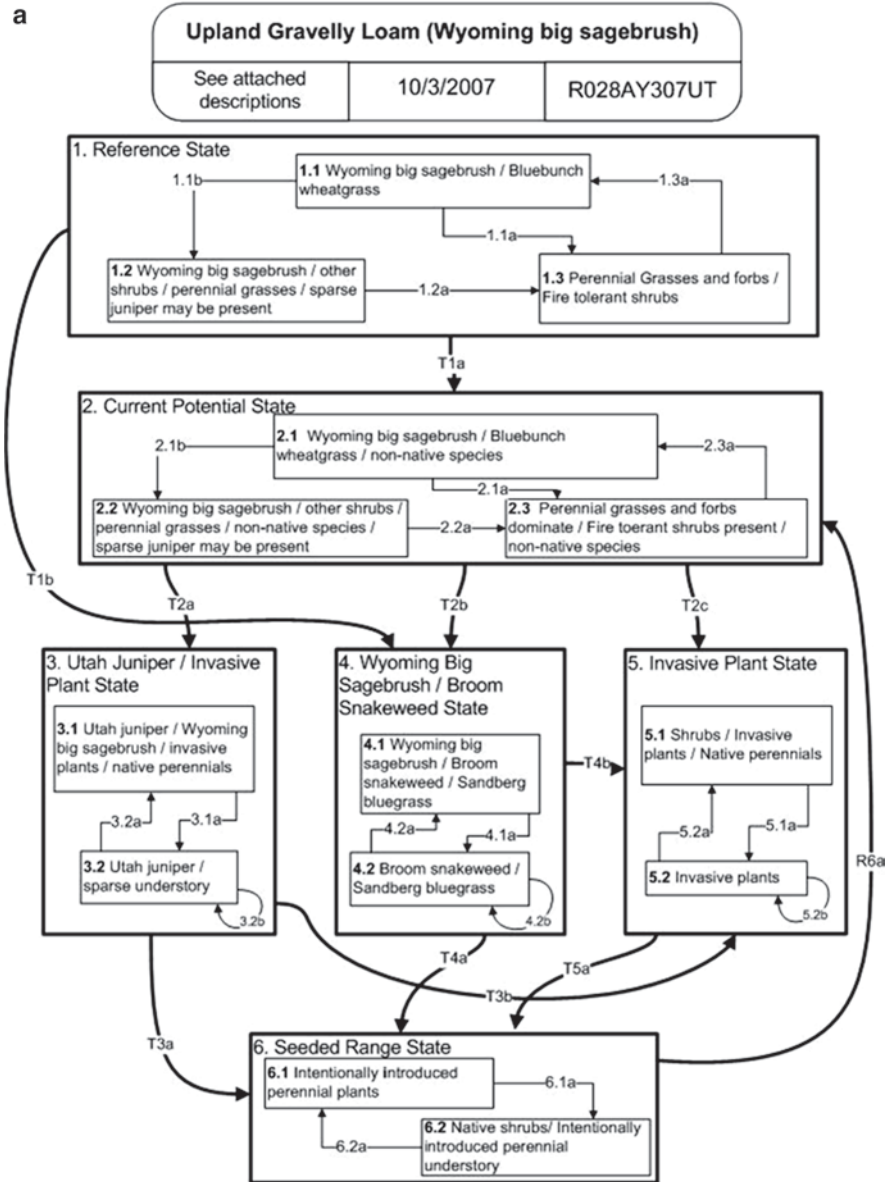 a
Upland Gravelly Loam (Wyoming big sagebrush)
See attached
descriptions
10/3/2007
R028AY307UT
1. Reference State
1.1 Wyoming big sagebrush / Bluebunch
wheatgrass
1.1b
1.3a
1.1a
1.2 Wyoming big sagebrush / other
shrubs / perennial grasses / sparse
juniper may be present
1.2a
1.3 Perennial Grasses and forbs /
Fire tolerant shrubs
T1a
2. Current Potential State
2.1 Wyoming big sagebrush / Bluebunch
wheatgrass / non-native species
2.1b
2.3a
2.1a
2.2 Wyoming big sagebrush / other shrubs /
perennial grasses / non-native species /
sparse juniper may be present
2.2a
2.3 Perennial grasses and forbs
dominate / Fire toerant shrubs present /
non-native species
T1b
T2a
T2b
T2c
3. Utah Juniper / Invasive
Plant State
3.1 Utah juniper / Wyoming
big sagebrush / invasive
plants / native perennials
3.2a
3.1a
3.2 Utah juniper /
sparse understory
3.2b
4. Wyoming Big
Sagebrush / Broom
Snakeweed State
4.1 Wyoming big
sagebrush / Broom
snakeweed / Sandberg
bluegrass
4.2a
4.1a
4.2 Broom snakeweed /
Sandberg bluegrass
4.2b
T4b
5. Invasive Plant State
5.1 Shrubs / Invasive
plants / Native perennials
5.2a
5.1a
5.2 Invasive plants
5.2b
R6a
T4a
T5a
T3b
T3a
6. Seeded Range State
6.1 Intentionally introduced
perennial plants
6.1a
6.2a
6.2 Native shrubs/ Intentionally
introduced perennial
understory